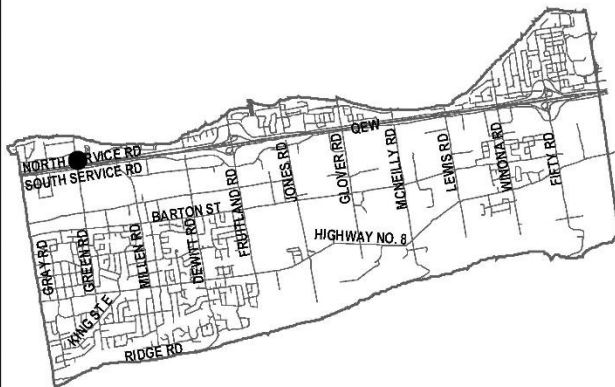 QEW
NORTH SERVICE RD
SOUTH SERVICE RD
BARTON ST
HIGHWAY NO. 8
GRAY RD
GREEN RD
MILLEN RD
DEWITT RD
FRUITLAND RD
JONES RD
GLOVER RD
MCNEILLY RD
LEWIS RD
WINONA RD
FIFTY RD
KING ST E
RIDGE RD